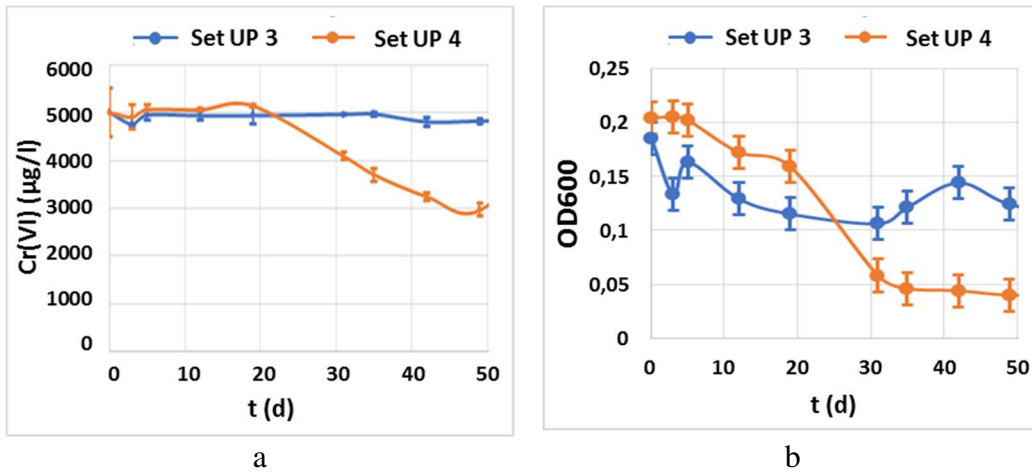 Set UP 3 Set UP 4
Cr(VI) (µg/l)
6000
5000
4000
3000
2000
1000
0
0 10 20 30 40 50
t (d)
a
Set UP 3 Set UP 4
OD600
0,25
0,2
0,15
0,1
0,05
0
0 10 20 30 40 50
t (d)
b